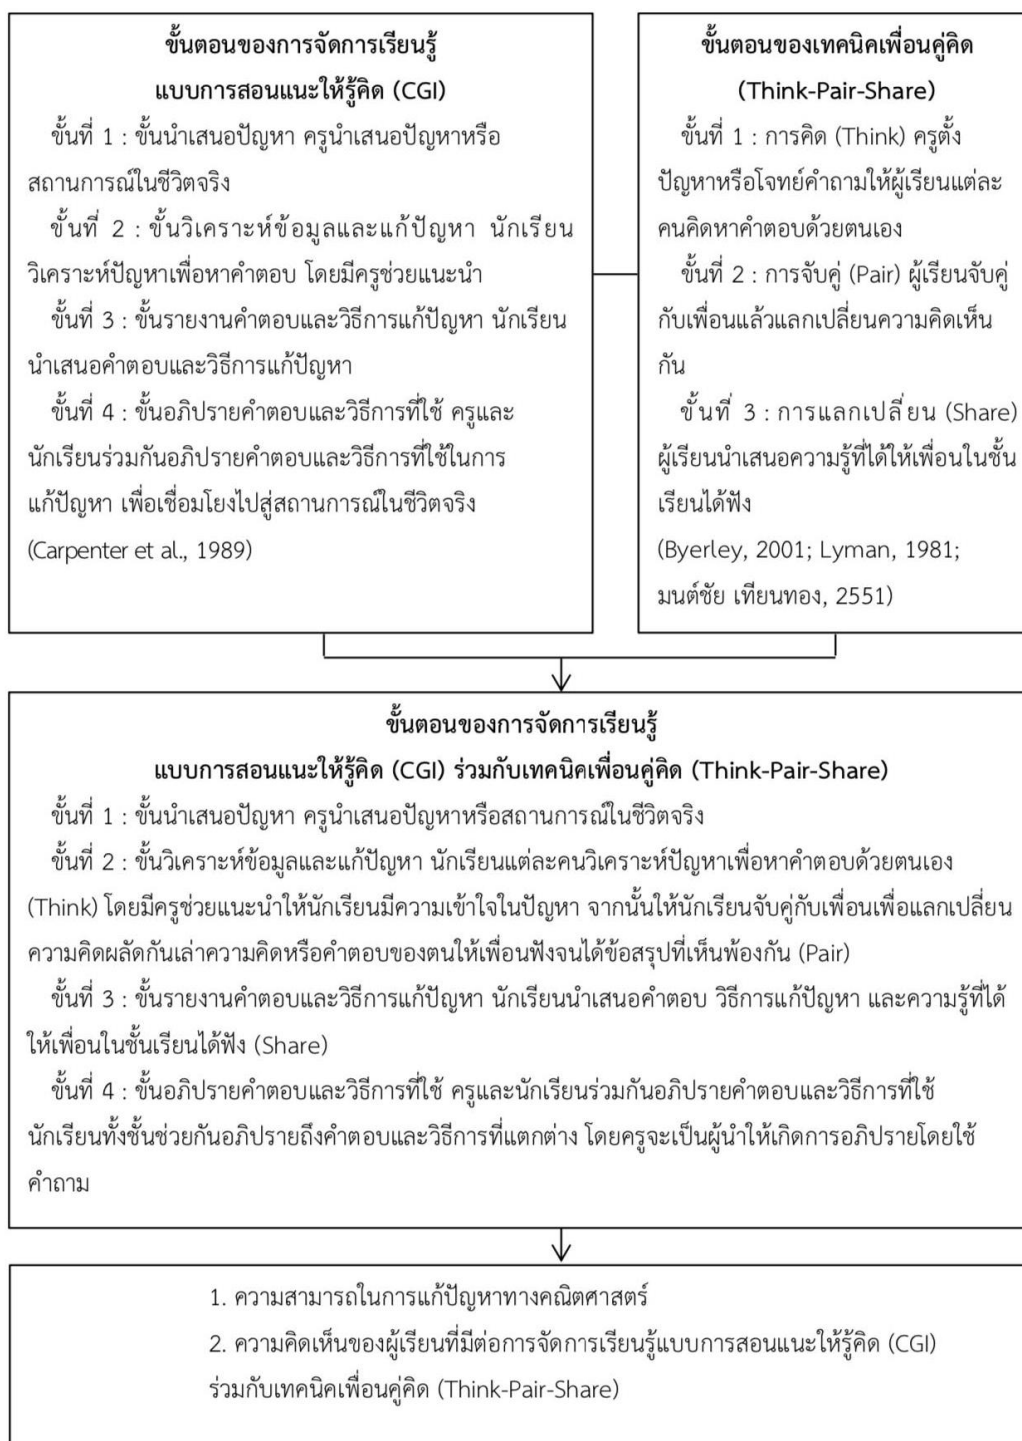 ขั้นตอนของการจัดการเรียนรู้
แบบการสอนแนะให้รู้คิด (CGI)
ขั้นที่ 1 : ขั้นนำเสนอปัญหา ครูนำเสนอปัญหาหรือ
สถานการณ์ในชีวิตจริง
ขั้นที่ 2 : ขั้นวิเคราะห์ข้อมูลและแก้ปัญหา นักเรียน
วิเคราะห์ปัญหาเพื่อหาคำตอบ โดยมีครูช่วยแนะนำ
ขั้นที่ 3 : ขั้นรายงานคำตอบและวิธีการแก้ปัญหา นักเรียน
นำเสนอคำตอบและวิธีการแก้ปัญหา
ขั้นที่ 4 : ขั้นอภิปรายคำตอบและวิธีการที่ใช้ ครูและ
นักเรียนร่วมกันอภิปรายคำตอบและวิธีการที่ใช้ในการ
แก้ปัญหา เพื่อเชื่อมโยงไปสู่สถานการณ์ในชีวิตจริง
(Carpenter et al., 1989)
ขั้นตอนของเทคนิคเพื่อนคู่คิด
(Think-Pair-Share)
ขั้นที่ 1 : การคิด (Think) ครูตั้ง
ปัญหาหรือโจทย์คำถามให้ผู้เรียนแต่ละ
คนคิดหาคำตอบด้วยตนเอง
ขั้นที่ 2 : การจับคู่ (Pair) ผู้เรียนจับคู่
กับเพื่อนแล้วแลกเปลี่ยนความคิดเห็น
กัน
ขั้นที่ 3 : การแลกเปลี่ยน (Share)
ผู้เรียนนำเสนอความรู้ที่ได้ให้เพื่อนในชั้น
เรียนได้ฟัง
(Byerley, 2001; Lyman, 1981;
มนต์ชัย เทียนทอง, 2551)
ขั้นตอนของการจัดการเรียนรู้
แบบการสอนแนะให้รู้คิด (CGI) ร่วมกับเทคนิคเพื่อนคู่คิด (Think-Pair-Share)
ขั้นที่ 1 : ขั้นนำเสนอปัญหา ครูนำเสนอปัญหาหรือสถานการณ์ในชีวิตจริง
ขั้นที่ 2 : ขั้นวิเคราะห์ข้อมูลและแก้ปัญหา นักเรียนแต่ละคนวิเคราะห์ปัญหาเพื่อหาคำตอบด้วยตนเอง
(Think) โดยมีครูช่วยแนะนำให้นักเรียนมีความเข้าใจในปัญหา จากนั้นให้นักเรียนจับคู่กับเพื่อนเพื่อแลกเปลี่ยน
ความคิดผลัดกันเล่าความคิดหรือคำตอบของตนให้เพื่อนฟังจนได้ข้อสรุปที่เห็นพ้องกัน (Pair)
ขั้นที่ 3 : ขั้นรายงานคำตอบและวิธีการแก้ปัญหา นักเรียนนำเสนอคำตอบ วิธีการแก้ปัญหา และความรู้ที่ได้
ให้เพื่อนในชั้นเรียนได้ฟัง (Share)
ขั้นที่ 4 : ขั้นอภิปรายคำตอบและวิธีการที่ใช้ ครูและนักเรียนร่วมกันอภิปรายคำตอบและวิธีการที่ใช้
นักเรียนทั้งชั้นช่วยกันอภิปรายถึงคำตอบและวิธีการที่แตกต่าง โดยครูจะเป็นผู้นำให้เกิดการอภิปรายโดยใช้
คำถาม
1. ความสามารถในการแก้ปัญหาทางคณิตศาสตร์
2. ความคิดเห็นของผู้เรียนที่มีต่อการจัดการเรียนรู้แบบการสอนแนะให้รู้คิด (CGI)
ร่วมกับเทคนิคเพื่อนคู่คิด (Think-Pair-Share)